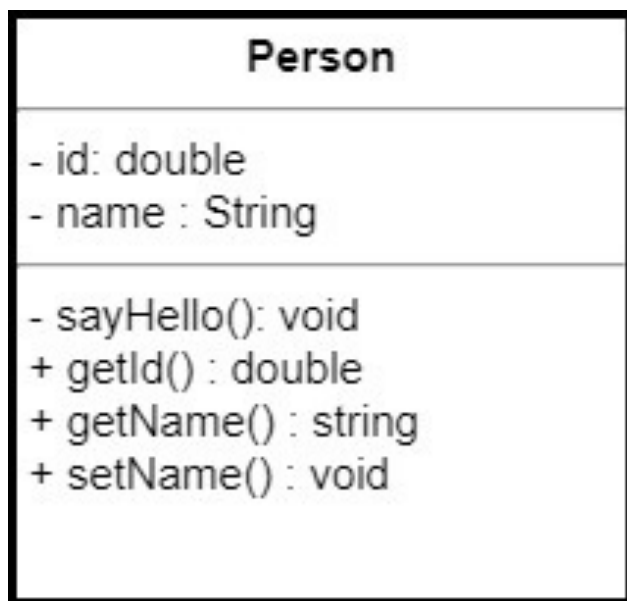 Person
- id: double
- name : String
- sayHello(): void
+ getId() : double
+ getName() : string
+ setName() : void